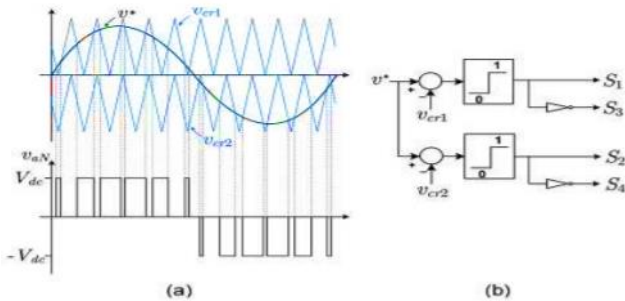 v*
v_cr1
v_cr2
v_aN
V_dc
-V_dc
(a)
v*
v_cr1
1
0
S_1
S_3
v_cr2
1
0
S_2
S_4
(b)